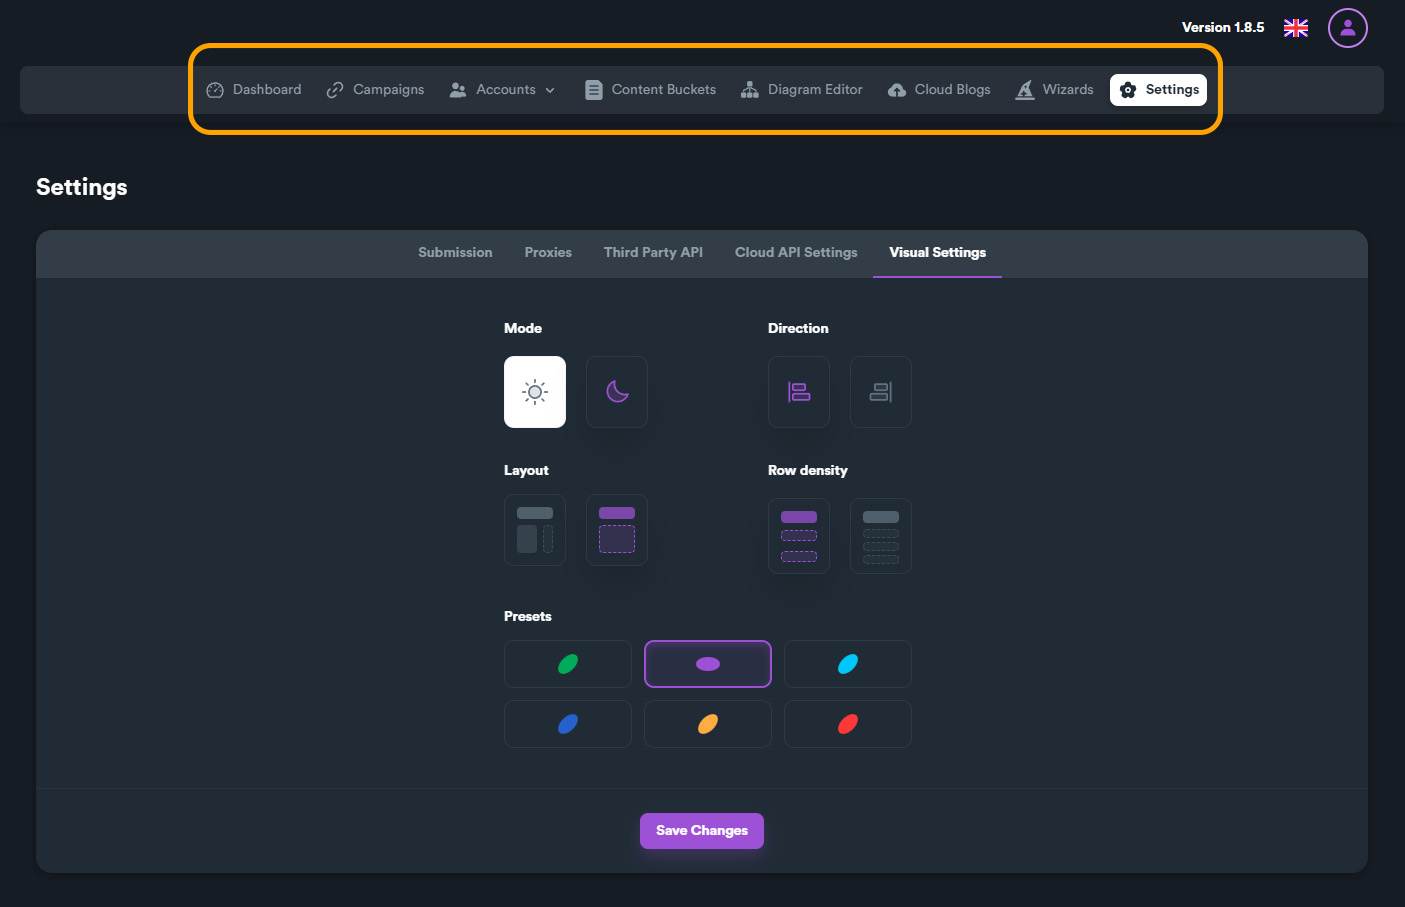 Version 1.8.5
Dashboard Campaigns Accounts Content Buckets Diagram Editor Cloud Blogs Wizards Settings
Settings
Submission Proxies Third Party API Cloud API Settings Visual Settings
Mode Direction
Layout Row density
Presets
Save Changes